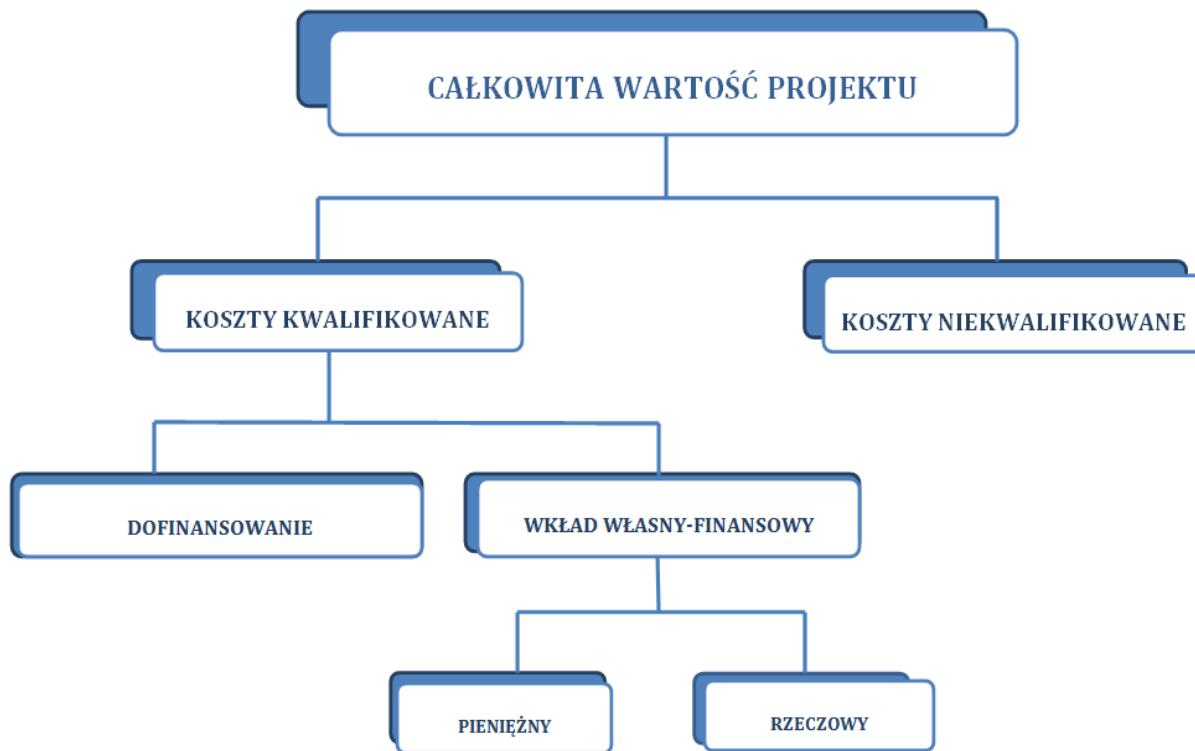 CAŁKOWITA WARTOŚĆ PROJEKTU
KOSZTY KWALIFIKOWANE
KOSZTY NIEKWALIFIKOWANE
DOFINANSOWANIE
WKŁAD WŁASNY-FINANSOWY
PIENIĘŻNY
RZECZOWY